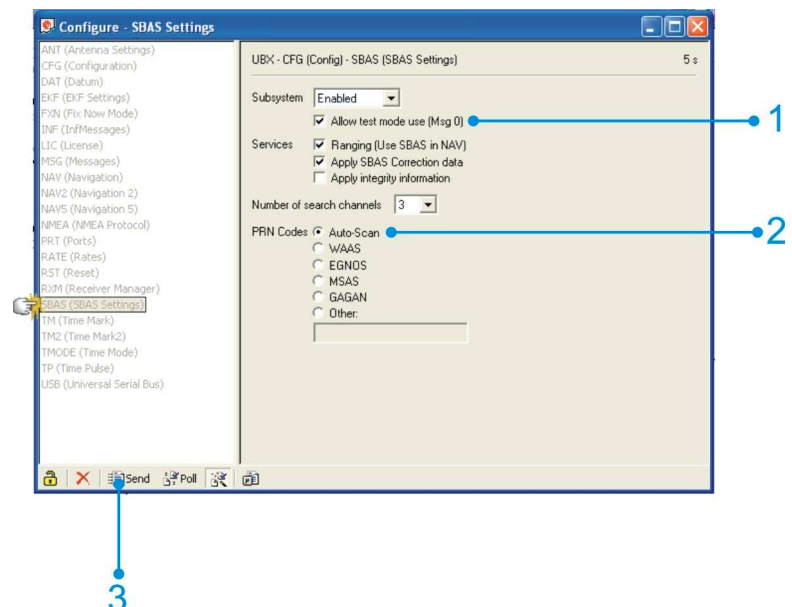 Configure - SBAS Settings
ANT (Antenna Settings)
CFG (Configuration)
DAT (Datum)
EKF (EKF Settings)
FXN (Fix Now Mode)
INF (InfMessages)
LIC (License)
MSG (Messages)
NAV (Navigation)
NAV2 (Navigation 2)
NAV5 (Navigation 5)
NMEA (NMEA Protocol)
PRT (Ports)
RATE (Rates)
RST (Reset)
RXM (Receiver Manager)
SBAS (SBAS Settings)
TM (Time Mark)
TM2 (Time Mark2)
TMODE (Time Mode)
TP (Time Pulse)
USB (Universal Serial Bus)
UBX - CFG (Config) - SBAS (SBAS Settings) 5 s
Subsystem Enabled
Allow test mode use (Msg 0) 1
Services Ranging (Use SBAS in NAV)
Apply SBAS Correction data
Apply integrity information
Number of search channels 3
PRN Codes Auto-Scan 2
WAAS
EGNOS
MSAS
GAGAN
Other:
Send Poll
3